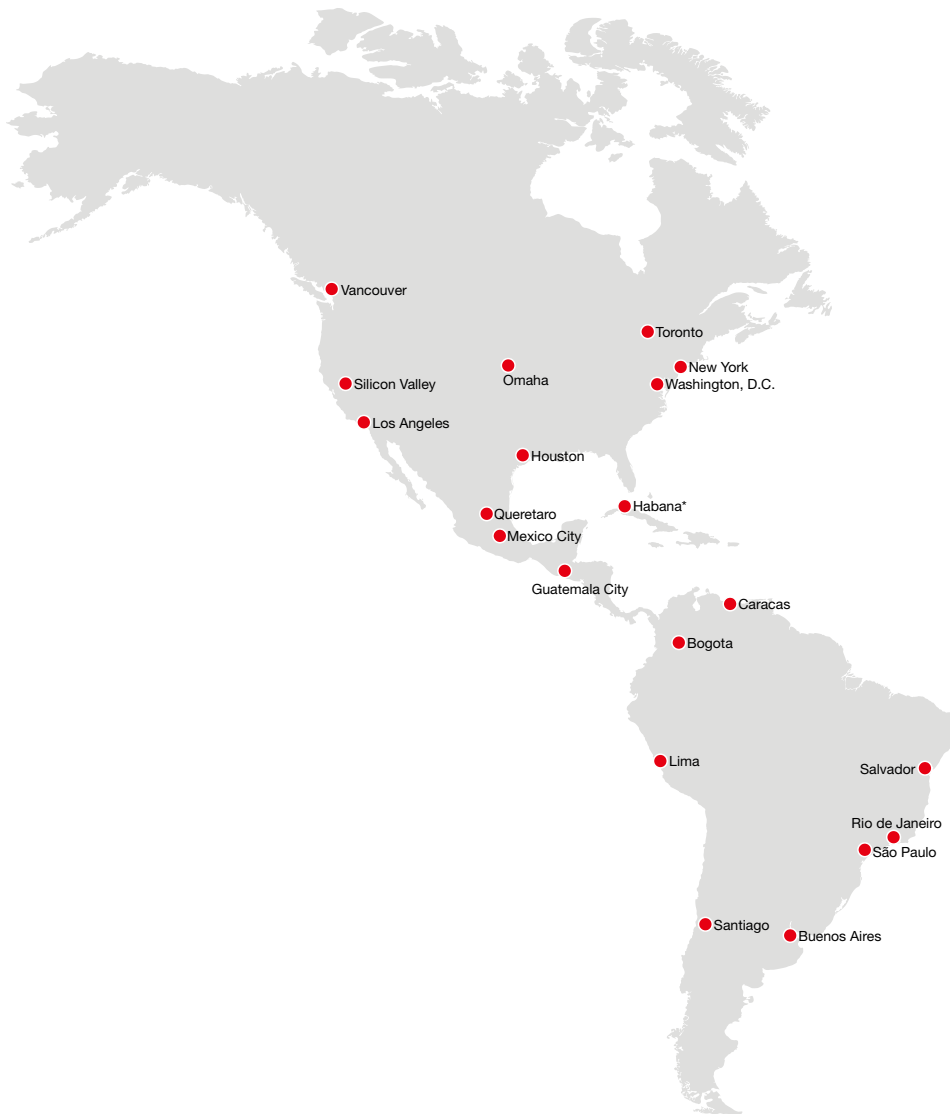 Vancouver
Toronto
New York
Omaha
Silicon Valley
Washington, D.C.
Los Angeles
Houston
Habana*
Queretaro
Mexico City
Guatemala City
Caracas
Bogota
Lima
Salvador
Rio de Janeiro
São Paulo
Santiago
Buenos Aires